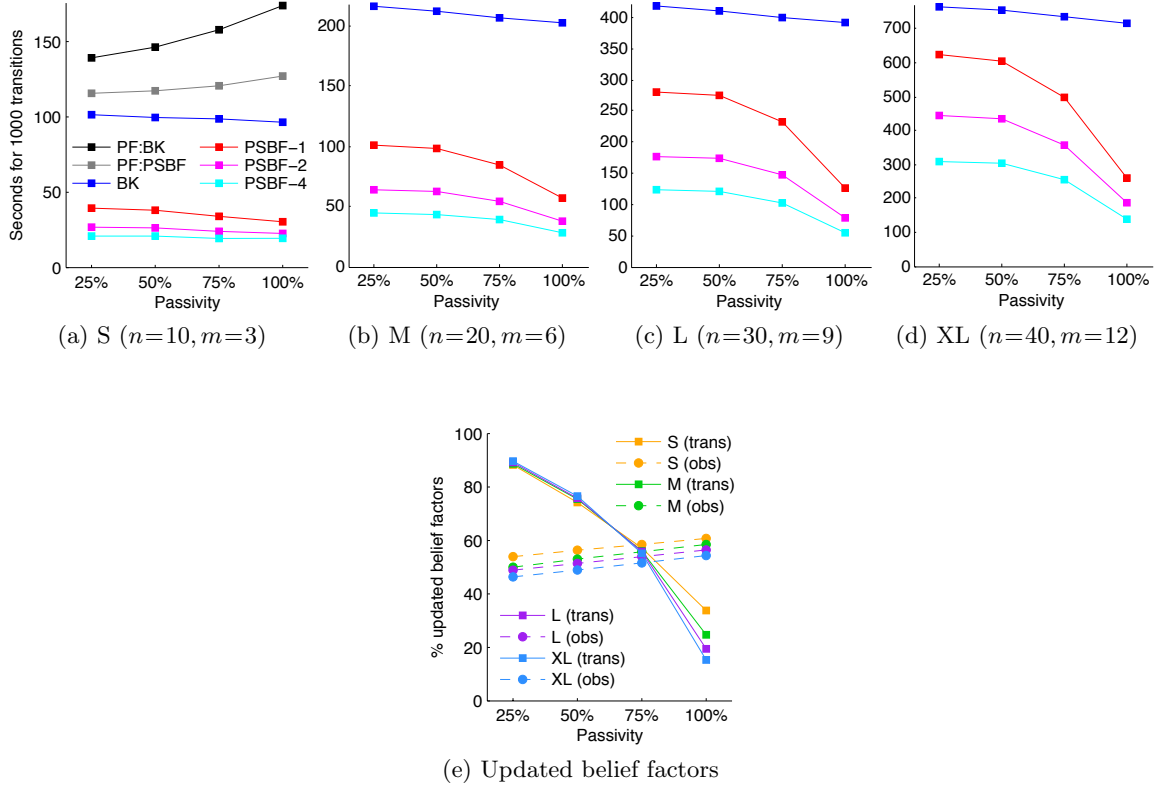 Seconds for 1000 transitions
150
100
50
0
PF:BK
PF:PSBF
BK
PSBF-1
PSBF-2
PSBF-4
25% 50% 75% 100%
Passivity
(a) S (n=10, m=3)
200
150
100
50
0
25% 50% 75% 100%
Passivity
(b) M (n=20, m=6)
400
350
300
250
200
150
100
50
0
25% 50% 75% 100%
Passivity
(c) L (n=30, m=9)
700
600
500
400
300
200
100
0
25% 50% 75% 100%
Passivity
(d) XL (n=40, m=12)
% updated belief factors
100
80
60
40
20
0
S (trans)
S (obs)
M (trans)
M (obs)
L (trans)
L (obs)
XL (trans)
XL (obs)
25% 50% 75% 100%
Passivity
(e) Updated belief factors